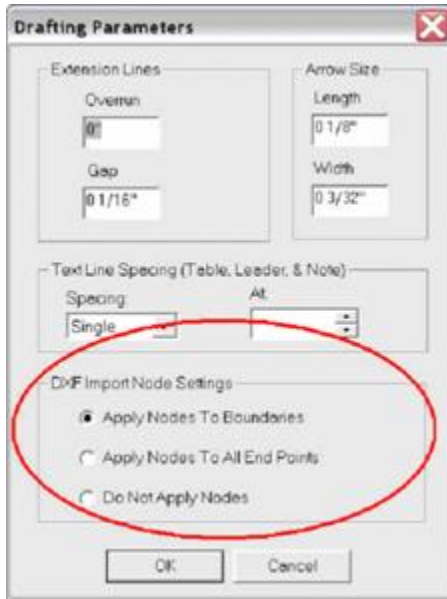 Drafting Parameters
Extension Lines
Overrun
0"
Gap
0 1/16"
Arrow Size
Length
0 1/8"
Width
0 3/32"
Text Line Spacing (Table, Leader, & Note)
Spacing:
At:
Single
DXF Import Node Settings
Apply Nodes To Boundaries
Apply Nodes To All End Points
Do Not Apply Nodes
OK
Cancel